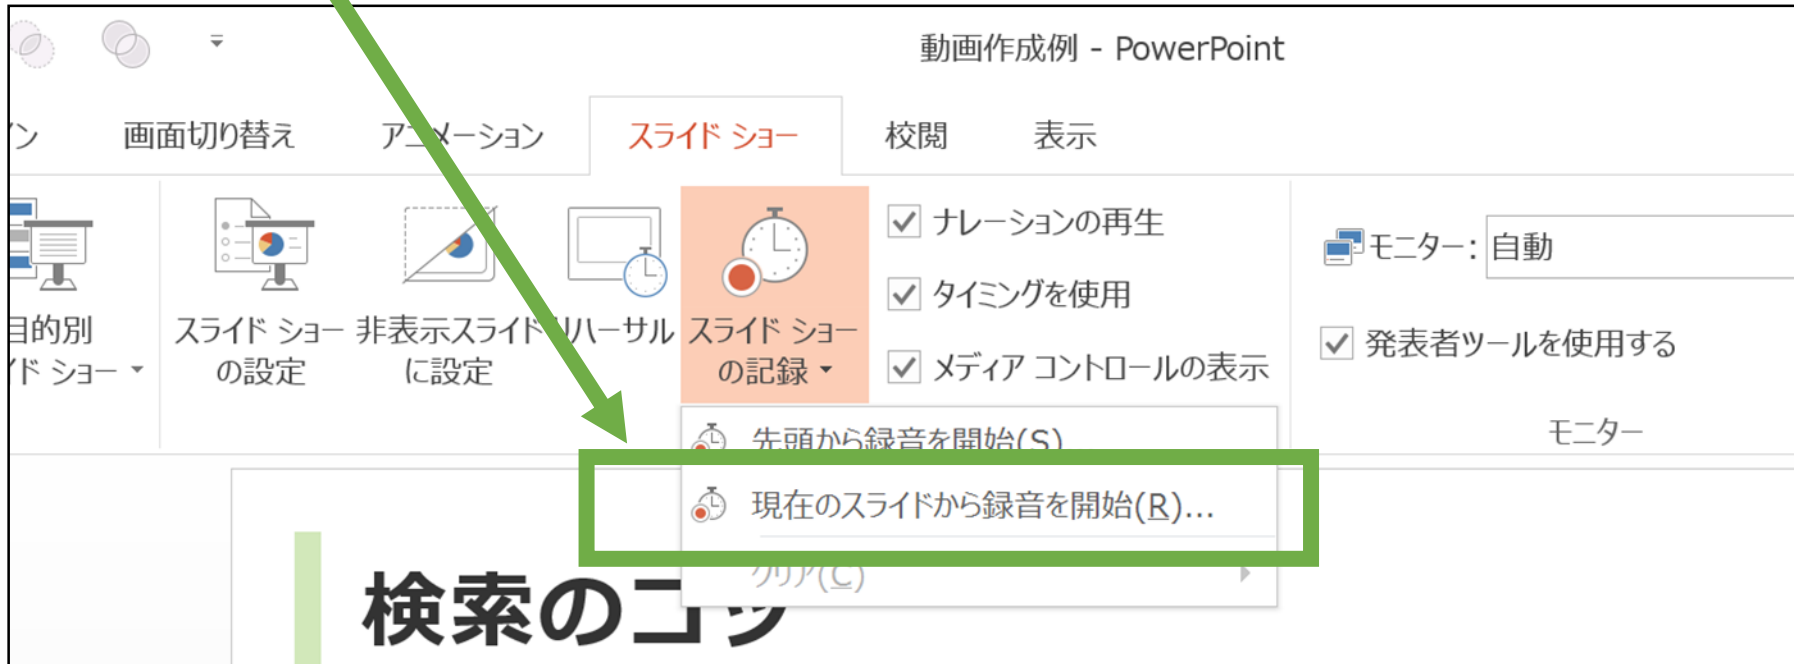 動画作成例 - PowerPoint
画面切り替え アニメーション スライド ショー 校閲 表示
目的別
スライド ショー
の設定
非表示スライド
に設定
リハーサル
スライド ショー
の記録
ナレーションの再生
タイミングを使用
メディア コントロールの表示
モニター: 自動
発表者ツールを使用する
モニター
先頭から録音を開始(S)
現在のスライドから録音を開始(R)...
クリア(C)
検索のコツ